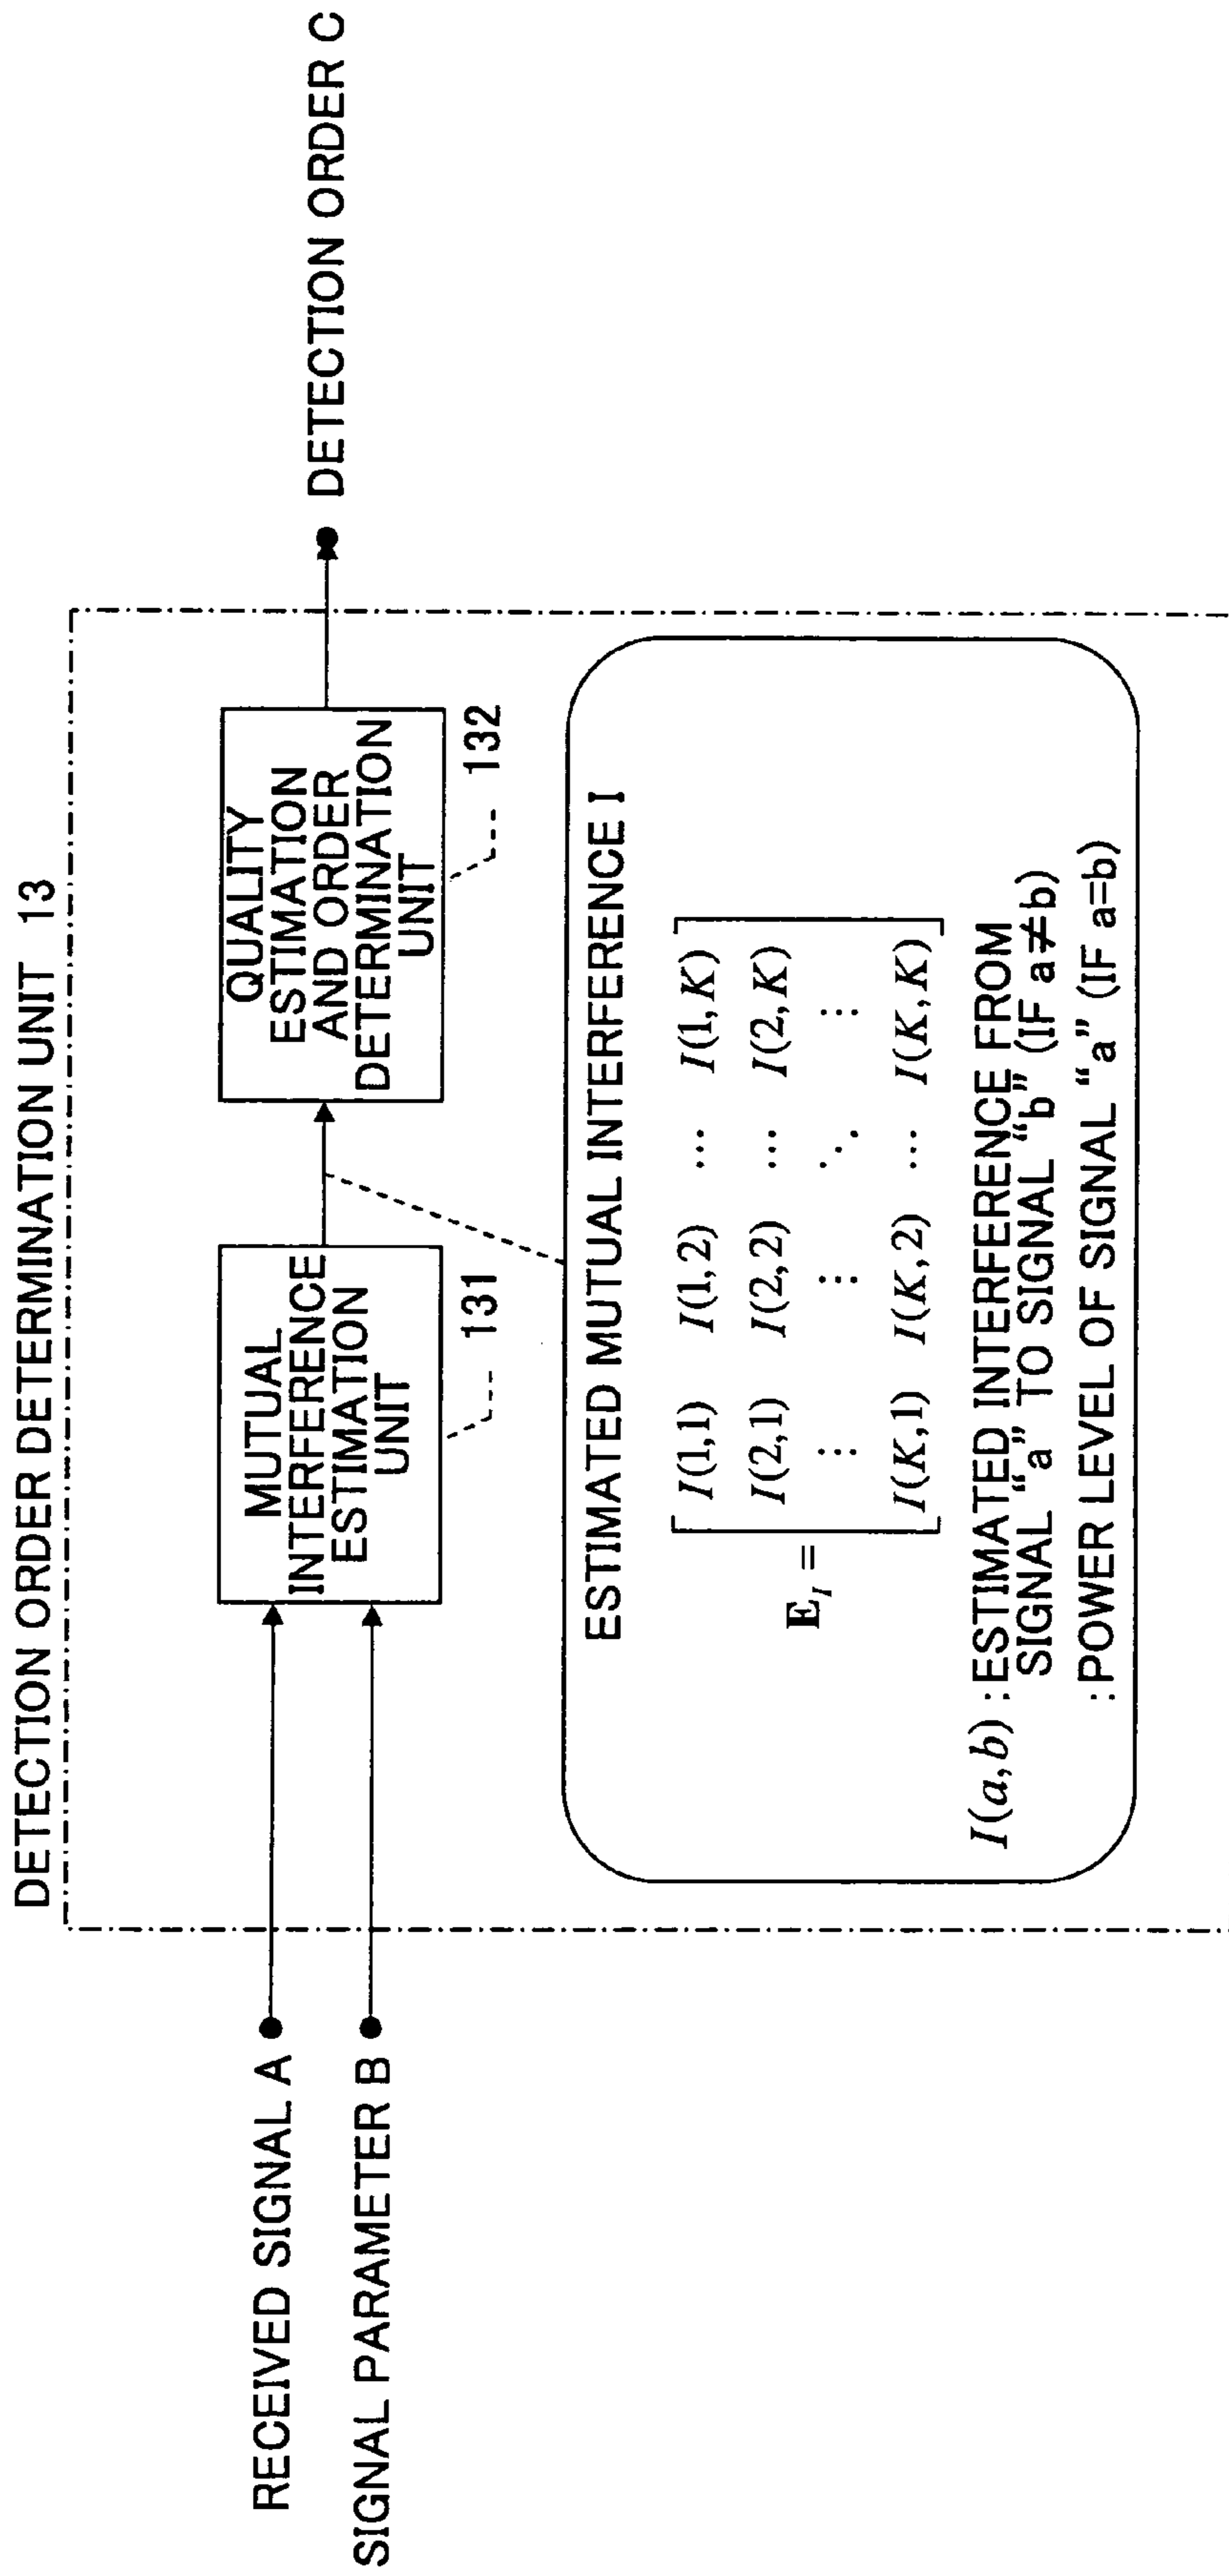 DETECTION ORDER DETERMINATION UNIT 13
RECEIVED SIGNAL A
SIGNAL PARAMETER B
MUTUAL
INTERFERENCE
ESTIMATION
UNIT
131
QUALITY
ESTIMATION
AND ORDER
DETERMINATION
UNIT
132
DETECTION ORDER C
ESTIMATED MUTUAL INTERFERENCE I
I(1,1) I(1,2) ... I(1,K)
I(2,1) I(2,2) ... I(2,K)
⋮ ⋮ ⋱ ⋮
E_I =
I(K,1) I(K,2) ... I(K,K)
I(a,b) : ESTIMATED INTERFERENCE FROM
SIGNAL "a" TO SIGNAL "b" (IF a≠b)
: POWER LEVEL OF SIGNAL "a" (IF a=b)